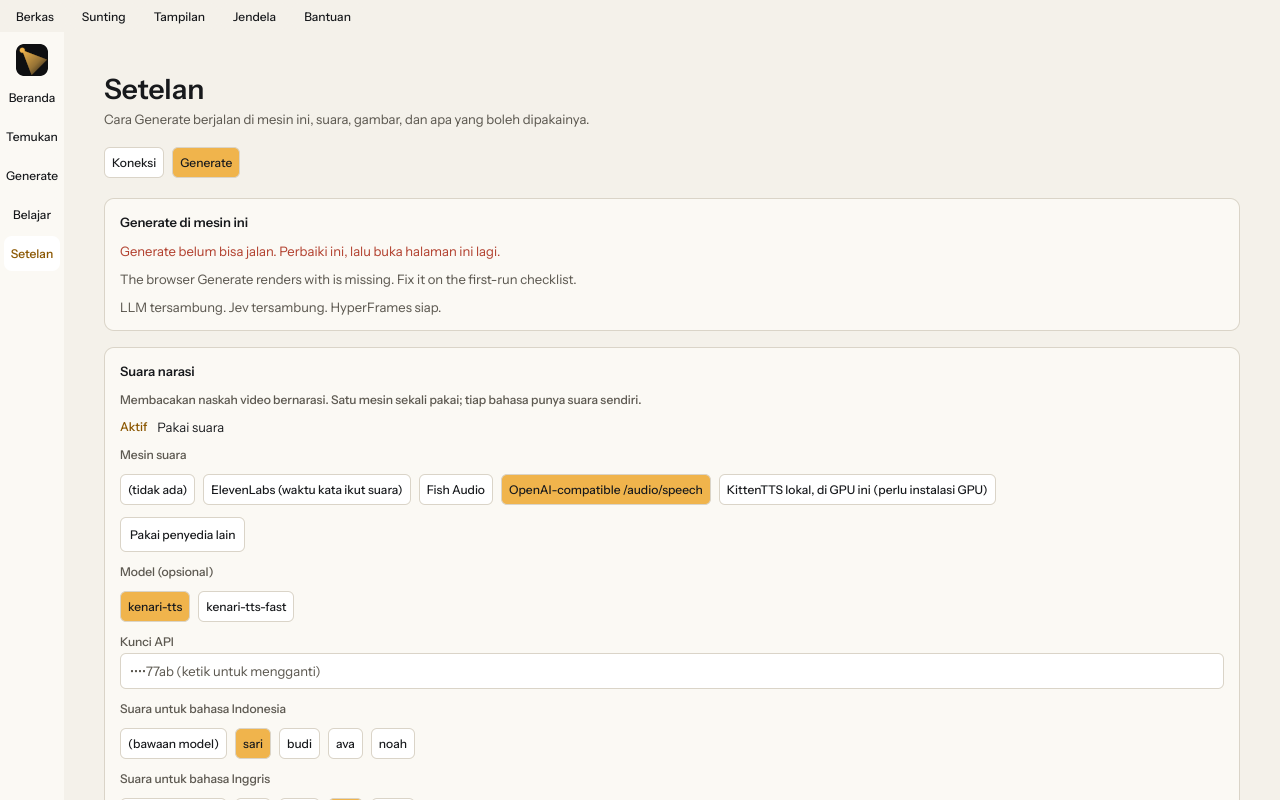 Berkas Sunting Tampilan Jendela Bantuan
Beranda
Temukan
Generate
Belajar
Setelan
Setelan
Cara Generate berjalan di mesin ini, suara, gambar, dan apa yang boleh dipakainya.
Koneksi Generate
Generate di mesin ini
Generate belum bisa jalan. Perbaiki ini, lalu buka halaman ini lagi.
The browser Generate renders with is missing. Fix it on the first-run checklist.
LLM tersambung. Jev tersambung. HyperFrames siap.
Suara narasi
Membacakan naskah video bernarasi. Satu mesin sekali pakai; tiap bahasa punya suara sendiri.
Aktif Pakai suara
Mesin suara
(tidak ada) ElevenLabs (waktu kata ikut suara) Fish Audio OpenAI-compatible /audio/speech KittenTTS lokal, di GPU ini (perlu instalasi GPU)
Pakai penyedia lain
Model (opsional)
kenari-tts kenari-tts-fast
Kunci API
••••77ab (ketik untuk mengganti)
Suara untuk bahasa Indonesia
(bawaan model) sari budi ava noah
Suara untuk bahasa Inggris